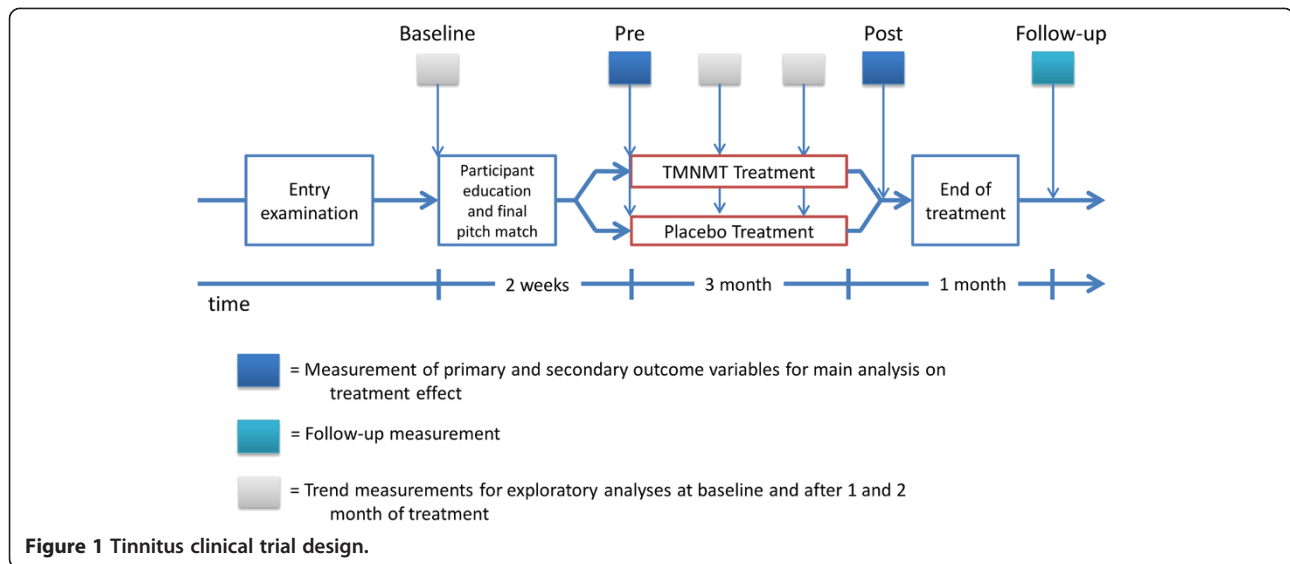 Baseline
Pre
Post
Follow-up
Entry
examination
Participant
education
and final
pitch match
TMNMT Treatment
Placebo Treatment
End of
treatment
time
2 weeks
3 month
1 month
= Measurement of primary and secondary outcome variables for main analysis on
treatment effect
= Follow-up measurement
= Trend measurements for exploratory analyses at baseline and after 1 and 2
month of treatment
Figure 1 Tinnitus clinical trial design.